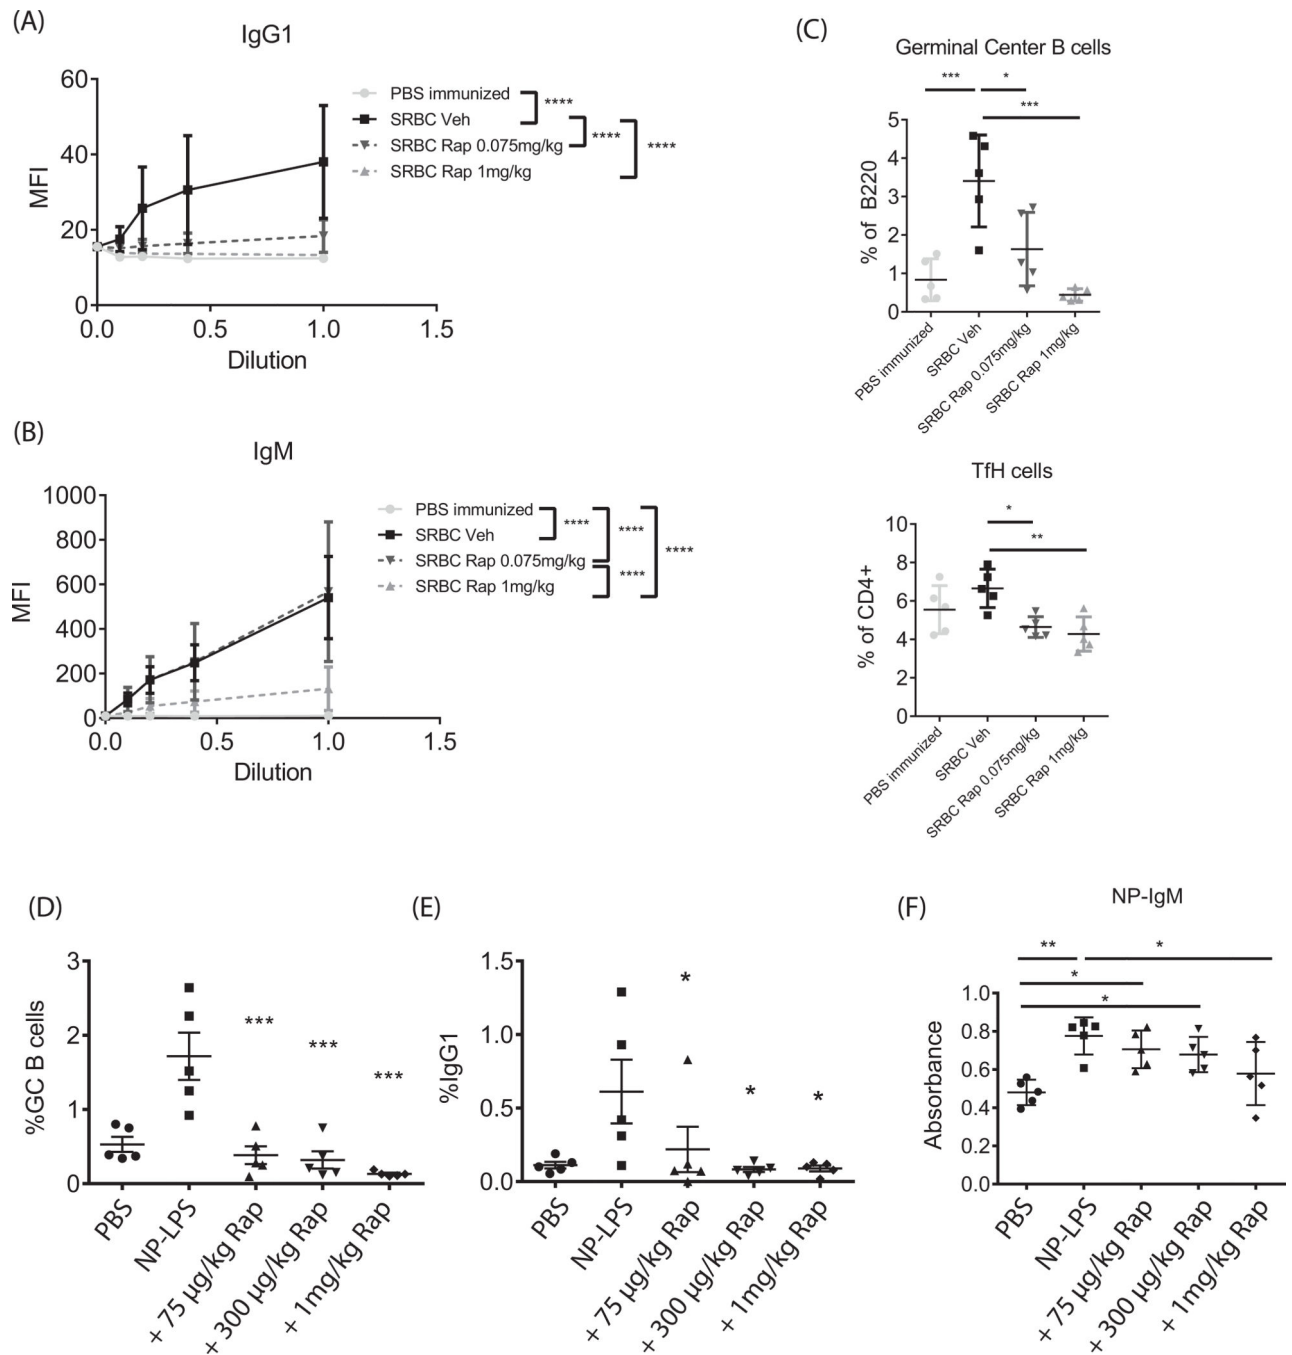 (A)
IgG1
60
40
20
0
MFI
0.0 0.5 1.0 1.5
Dilution
PBS immunized
SRBC Veh
SRBC Rap 0.075mg/kg
SRBC Rap 1mg/kg
****
****
****
(B)
IgM
1000
800
600
400
200
0
MFI
0.0 0.5 1.0 1.5
Dilution
PBS immunized
SRBC Veh
SRBC Rap 0.075mg/kg
SRBC Rap 1mg/kg
****
****
****
****
(C)
Germinal Center B cells
*** *
***
5
4
3
2
1
0
% of B220
PBS immunized
SRBC Veh
SRBC Rap 0.075mg/kg
SRBC Rap 1mg/kg
TfH cells
*
**
10
8
6
4
2
0
% of CD4+
PBS immunized
SRBC Veh
SRBC Rap 0.075mg/kg
SRBC Rap 1mg/kg
(D)
3
2
1
0
%GC B cells
***
***
***
PBS
NP-LPS
+ 75 µg/kg Rap
+ 300 µg/kg Rap
+ 1mg/kg Rap
(E)
1.5
1.0
0.5
0.0
%IgG1
*
*
*
PBS
NP-LPS
+ 75 µg/kg Rap
+ 300 µg/kg Rap
+ 1mg/kg Rap
(F)
NP-IgM
** *
*
*
1.0
0.8
0.6
0.4
0.2
0.0
Absorbance
PBS
NP-LPS
+ 75 µg/kg Rap
+ 300 µg/kg Rap
+ 1mg/kg Rap